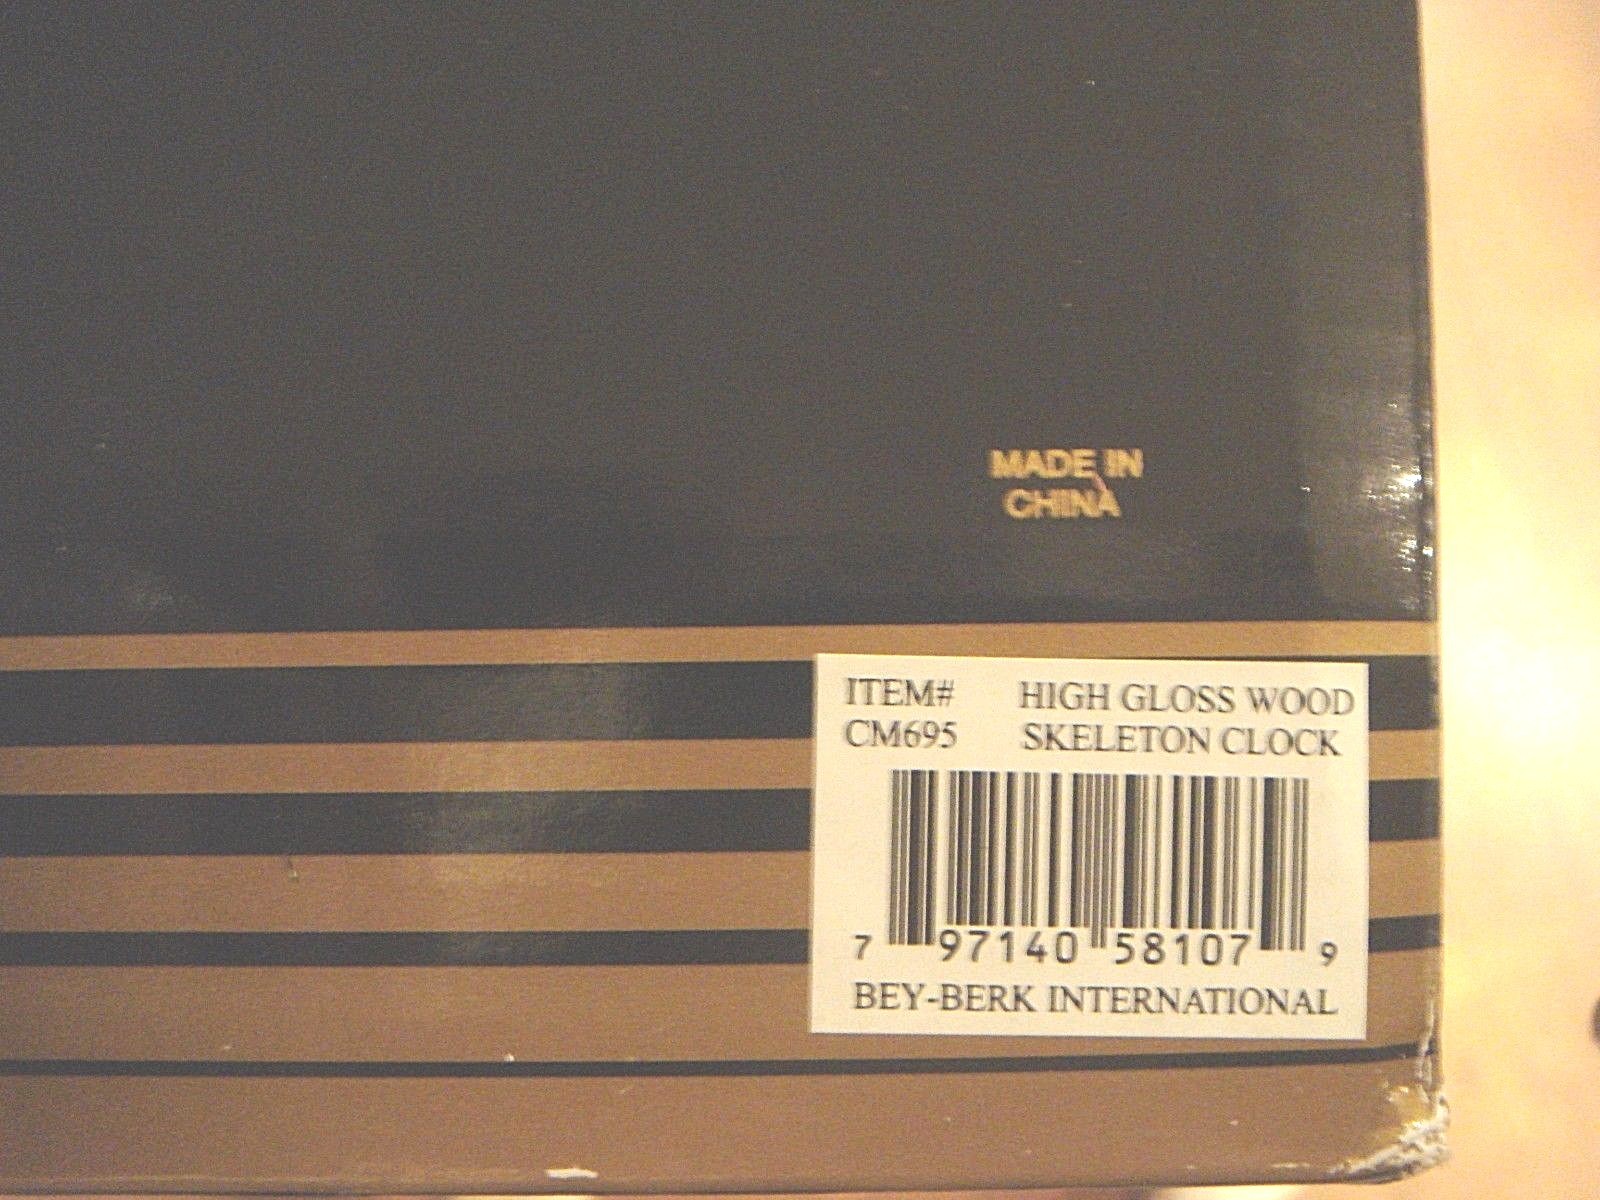 MADE IN
CHINA
ITEM# HIGH GLOSS WOOD
CM695 SKELETON CLOCK
7 97140 58107 9
BEY-BERK INTERNATIONAL